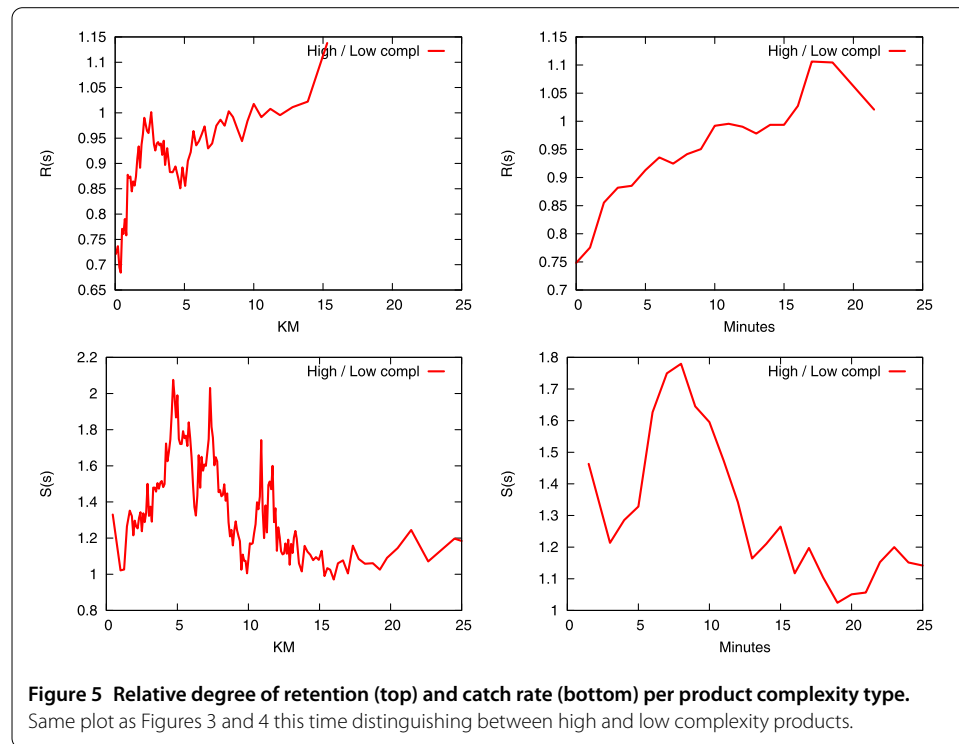 1.15
1.1
1.05
1
0.95
0.9
0.85
0.8
0.75
0.7
0.65
R(s)
High / Low compl
0 5 10 15 20 25
KM
1.15
1.1
1.05
1
0.95
0.9
0.85
0.8
0.75
0.7
R(s)
High / Low compl
0 5 10 15 20 25
Minutes
2.2
2
1.8
1.6
1.4
1.2
1
0.8
S(s)
High / Low compl
0 5 10 15 20 25
KM
1.8
1.7
1.6
1.5
1.4
1.3
1.2
1.1
1
S(s)
High / Low compl
0 5 10 15 20 25
Minutes
Figure 5 Relative degree of retention (top) and catch rate (bottom) per product complexity type.
Same plot as Figures 3 and 4 this time distinguishing between high and low complexity products.